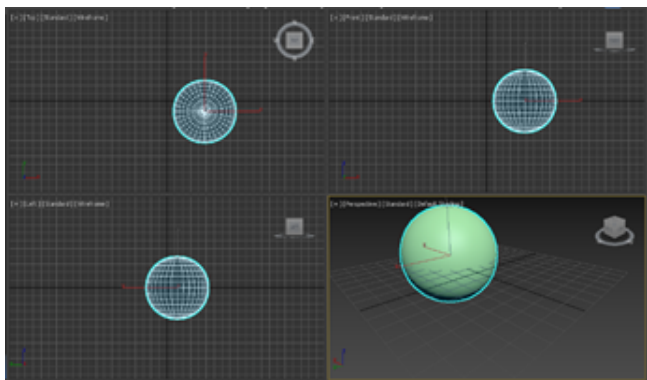 [+] [Top] [Standard] [Wireframe]
[+] [Front] [Standard] [Wireframe]
[+] [Left] [Standard] [Wireframe]
[+] [Perspective] [Standard] [Default Shading]